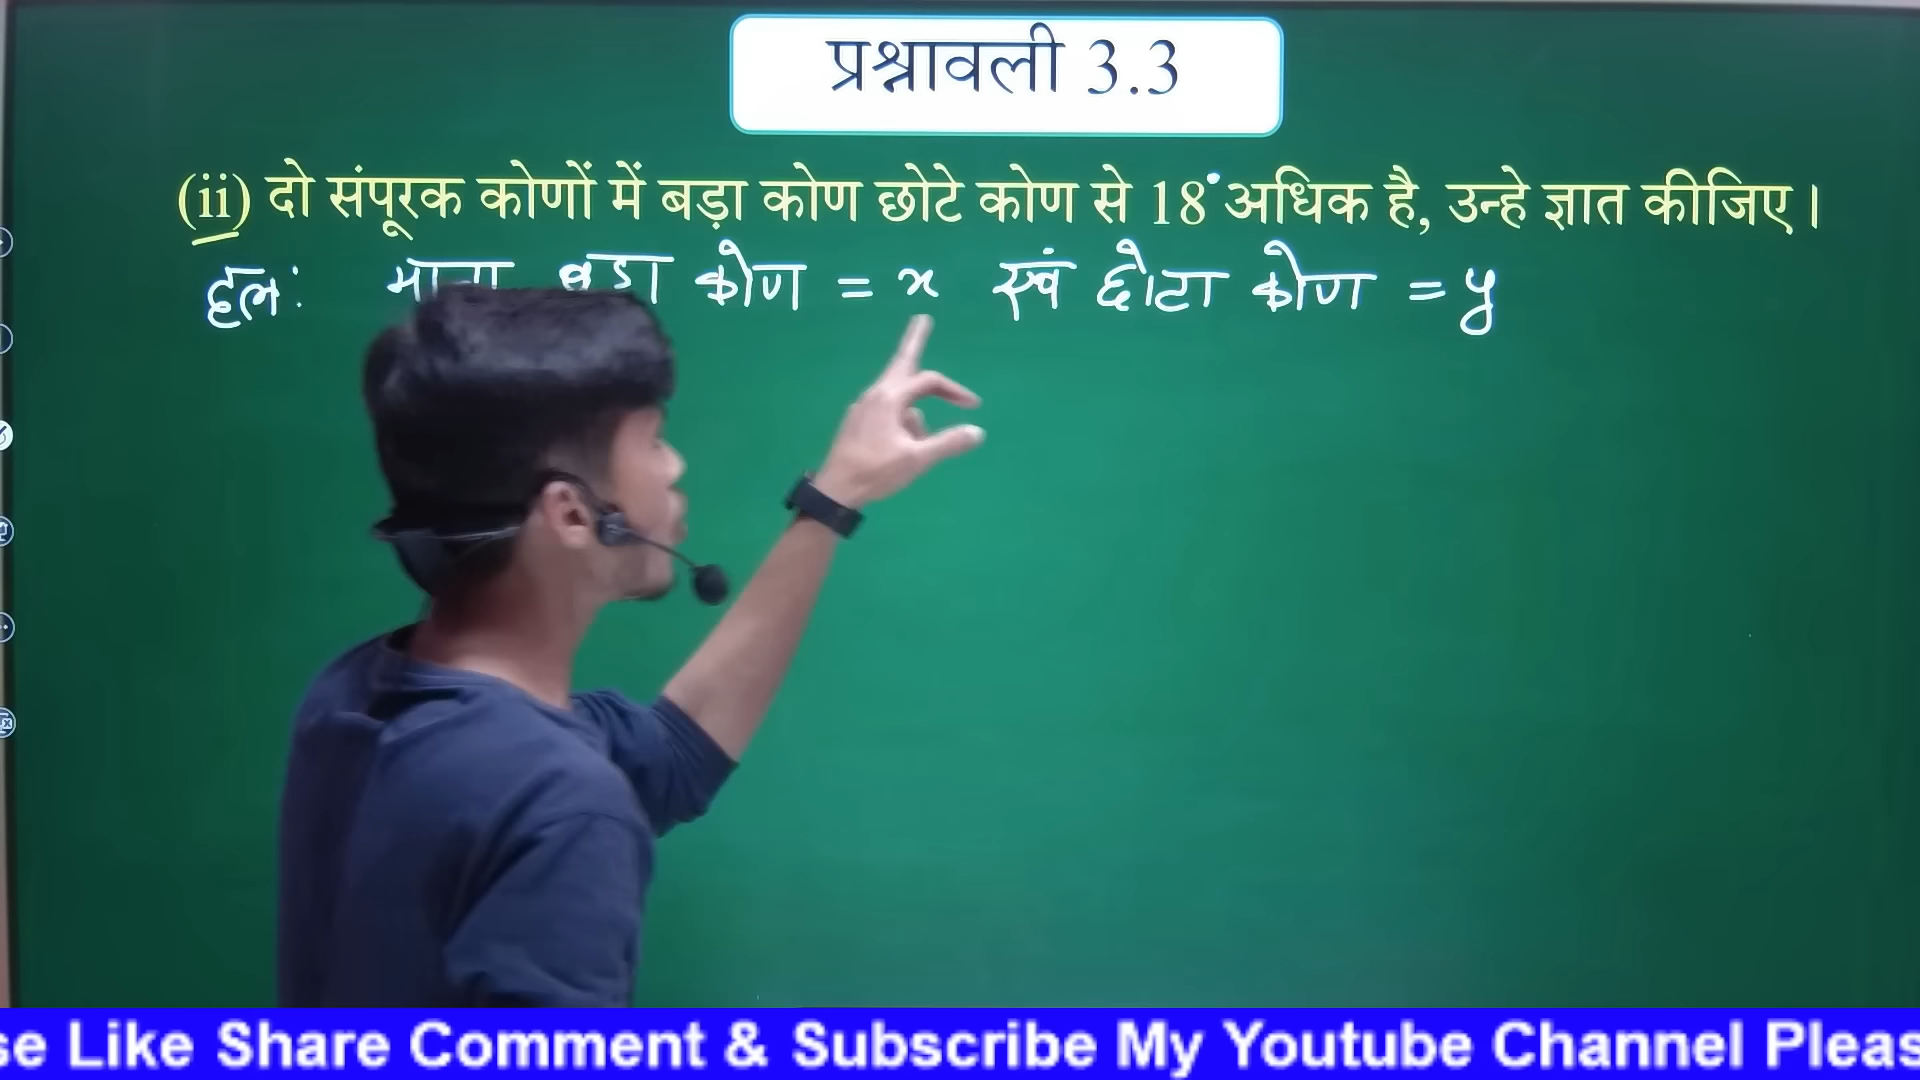 प्रश्नावली 3.3
(ii) दो संपूरक कोणों में बड़ा कोण छोटे कोण से 18° अधिक है, उन्हे ज्ञात कीजिए।
हल: माना बड़ा कोण = x एवं छोटा कोण = y
se Like Share Comment & Subscribe My Youtube Channel Pleas